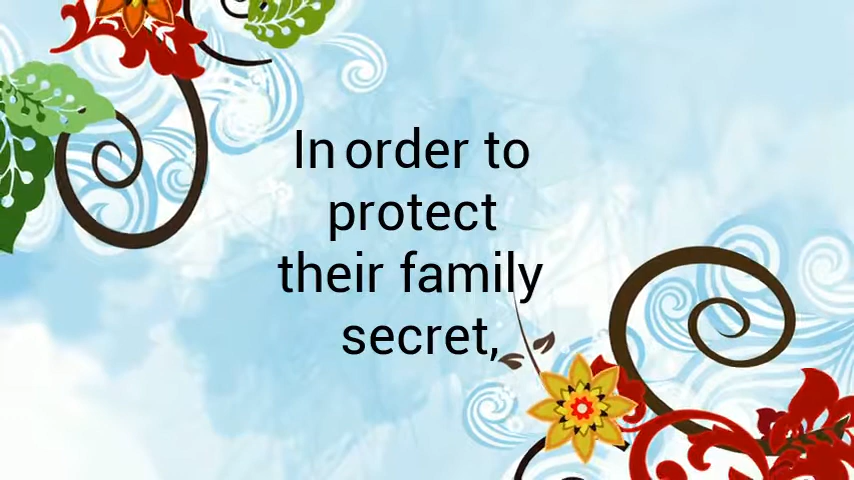 In order to
protect
their family
secret,